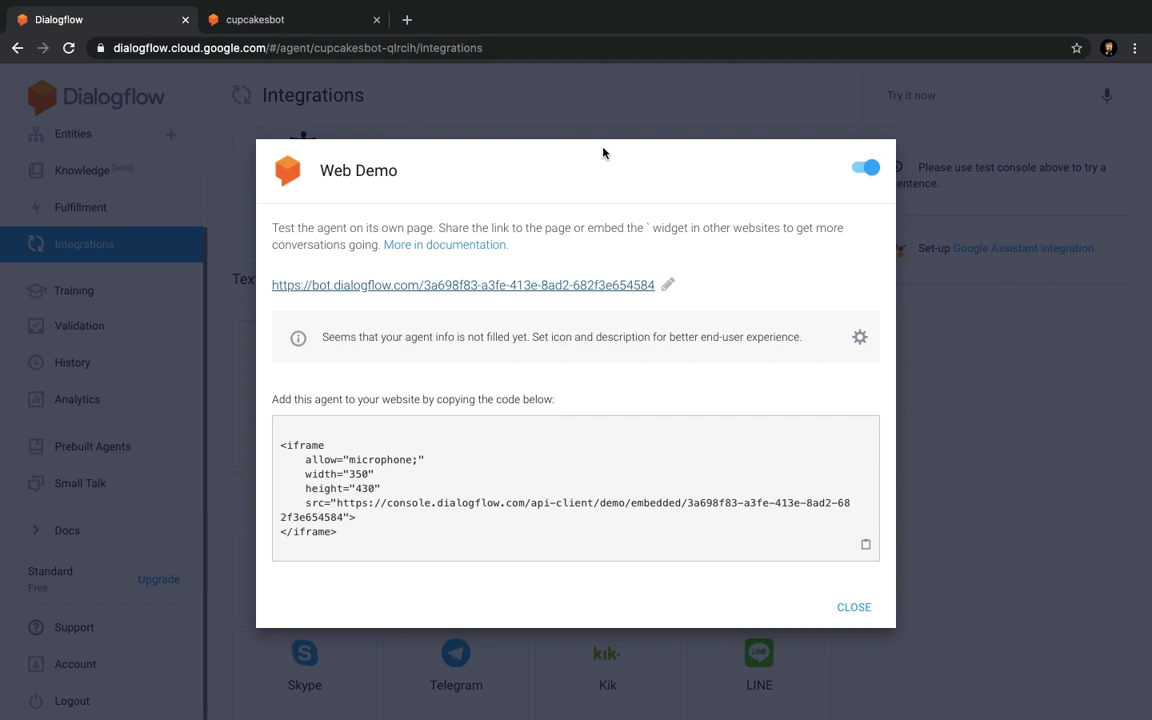 Dialogflow
cupcakesbot
dialogflow.cloud.google.com/#/agent/cupcakesbot-qlrcih/integrations
Dialogflow
Integrations
Try it now
Entities
Knowledge [beta]
Fulfillment
Integrations
Training
Validation
History
Analytics
Prebuilt Agents
Small Talk
Docs
Standard
Free
Upgrade
Support
Account
Logout
Web Demo
Test the agent on its own page. Share the link to the page or embed the ` widget in other websites to get more
conversations going. More in documentation.
https://bot.dialogflow.com/3a698f83-a3fe-413e-8ad2-682f3e654584
Seems that your agent info is not filled yet. Set icon and description for better end-user experience.
Add this agent to your website by copying the code below:
<iframe
allow="microphone;"
width="350"
height="430"
src="https://console.dialogflow.com/api-client/demo/embedded/3a698f83-a3fe-413e-8ad2-68
2f3e654584">
</iframe>
CLOSE
Please use test console above to try a
entence.
Set-up Google Assistant integration.
Tex
kik
LINE
Skype
Telegram
Kik
LINE